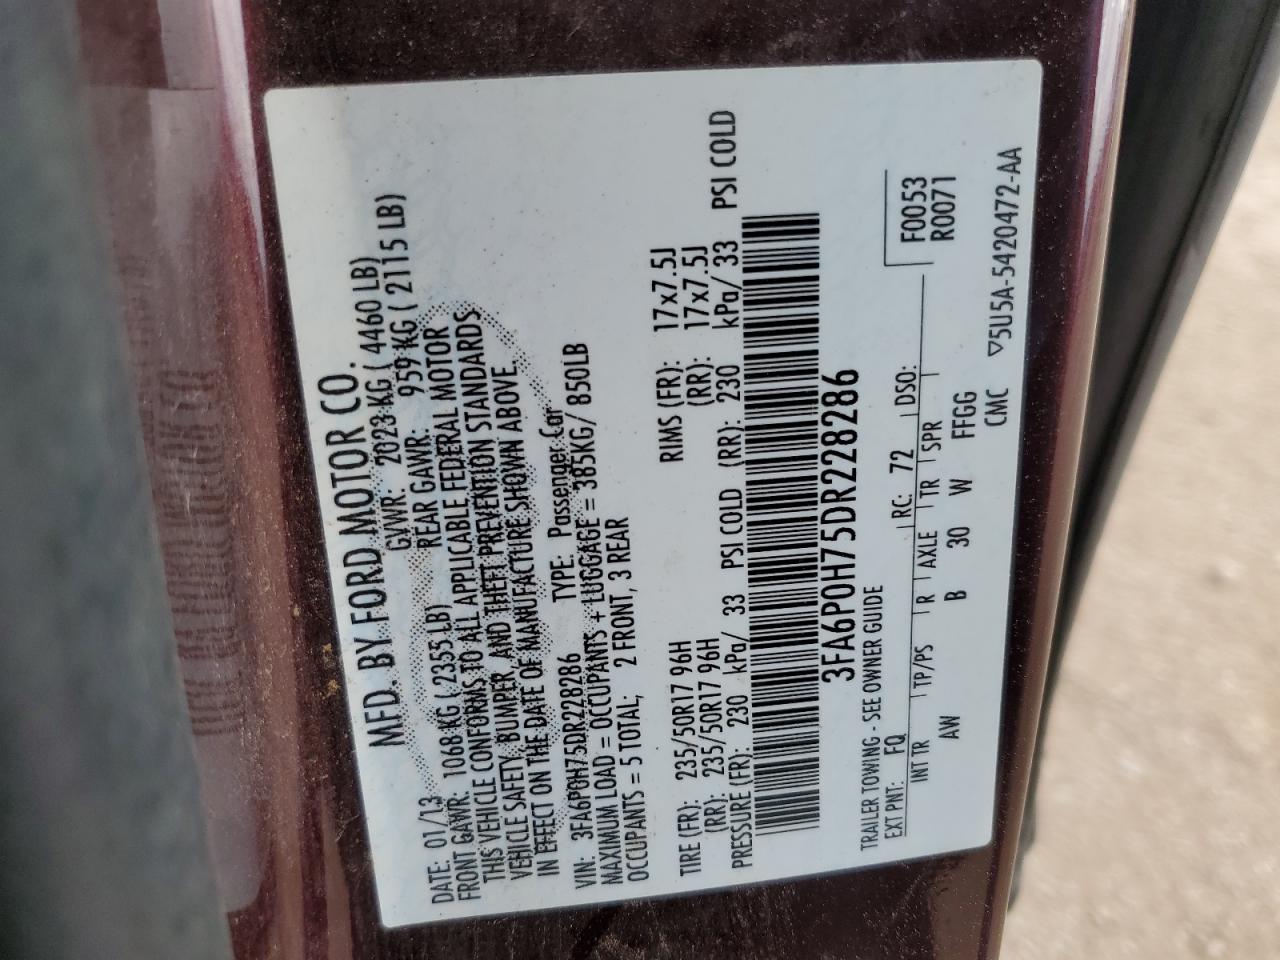 MFD. BY FORD MOTOR CO.
DATE: 01/13 GVWR: 2023 KG ( 4460 LB)
FRONT GAWR: 1068 KG ( 2355 LB) REAR GAWR: 959 KG ( 2115 LB)
THIS VEHICLE CONFORMS TO ALL APPLICABLE FEDERAL MOTOR
VEHICLE SAFETY, BUMPER, AND THEFT PREVENTION STANDARDS
IN EFFECT ON THE DATE OF MANUFACTURE SHOWN ABOVE.
VIN: 3FA6P0H75DR228286 TYPE: Passenger Car
MAXIMUM LOAD = OCCUPANTS + LUGGAGE = 385KG/ 850LB
OCCUPANTS = 5 TOTAL; 2 FRONT, 3 REAR
TIRE (FR): 235/50R17 96H RIMS (FR): 17x7.5J
(RR): 235/50R17 96H (RR): 17x7.5J
PRESSURE (FR): 230 kPa/ 33 PSI COLD (RR): 230 kPa/ 33 PSI COLD
3FA6P0H75DR228286
TRAILER TOWING - SEE OWNER GUIDE F0053
EXT PNT: FQ RC: 72 DSO: R0071
INT TR TP/PS R AXLE TR SPR
AW B 30 W FFGG
CMC ▽5U5A-5420472-AA